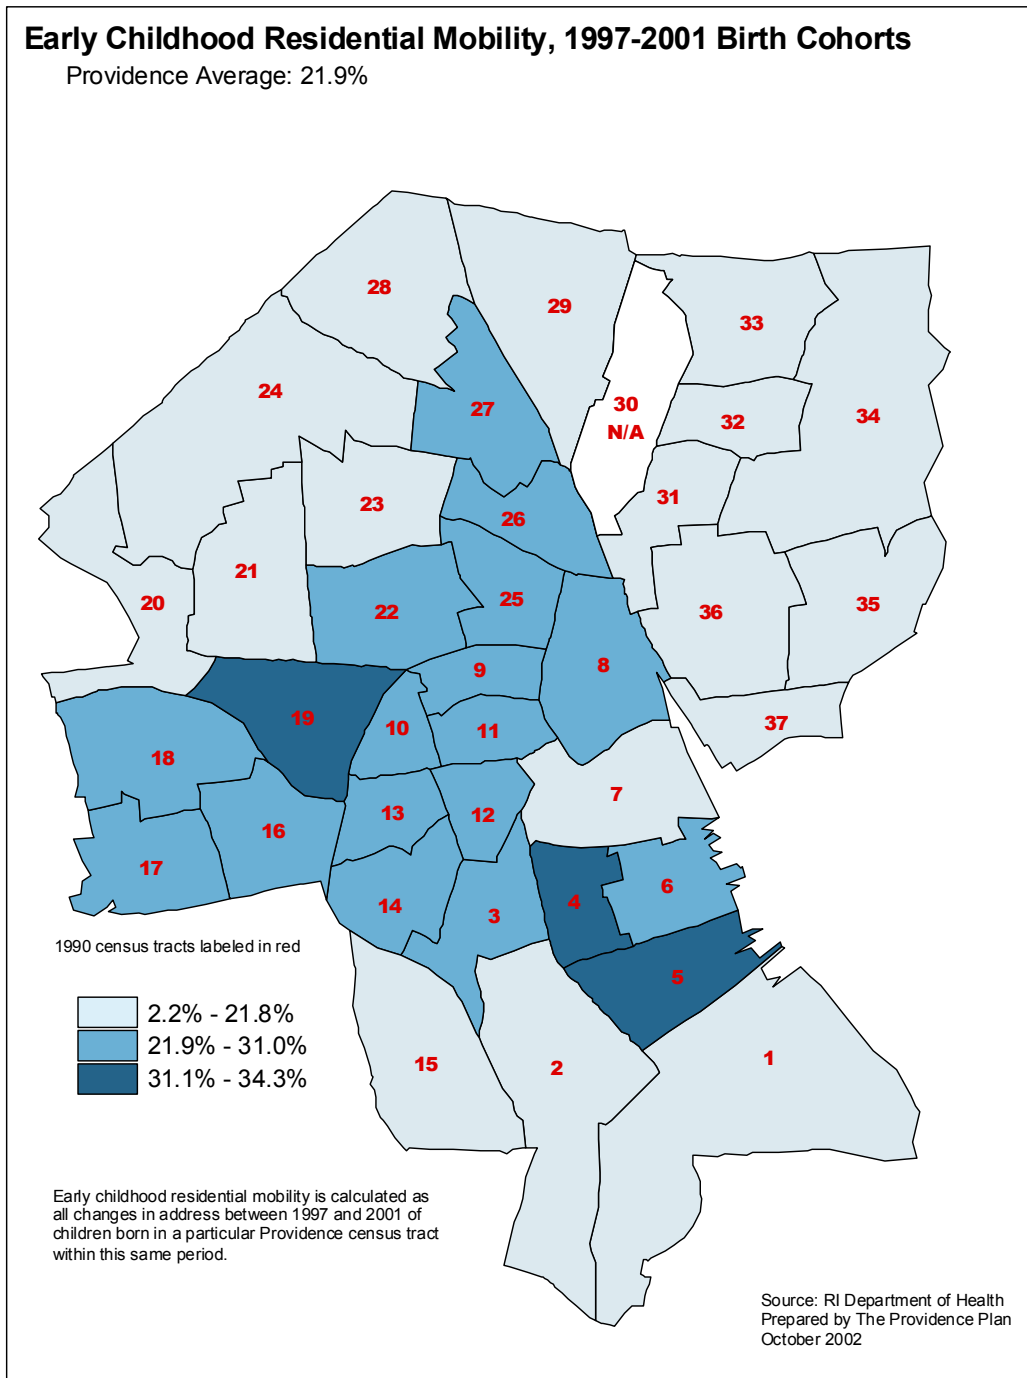 Early Childhood Residential Mobility, 1997-2001 Birth Cohorts
Providence Average: 21.9%
28
29
33
24
30
N/A
27
32
34
31
23
26
21
22
25
20
36
35
8
9
19
10
11
37
18
7
13
12
16
17
14
3
4
6
1990 census tracts labeled in red
5
2.2% - 21.8%
21.9% - 31.0%
31.1% - 34.3%
15
2
1
Early childhood residential mobility is calculated as
all changes in address between 1997 and 2001 of
children born in a particular Providence census tract
within this same period.
Source: RI Department of Health
Prepared by The Providence Plan
October 2002